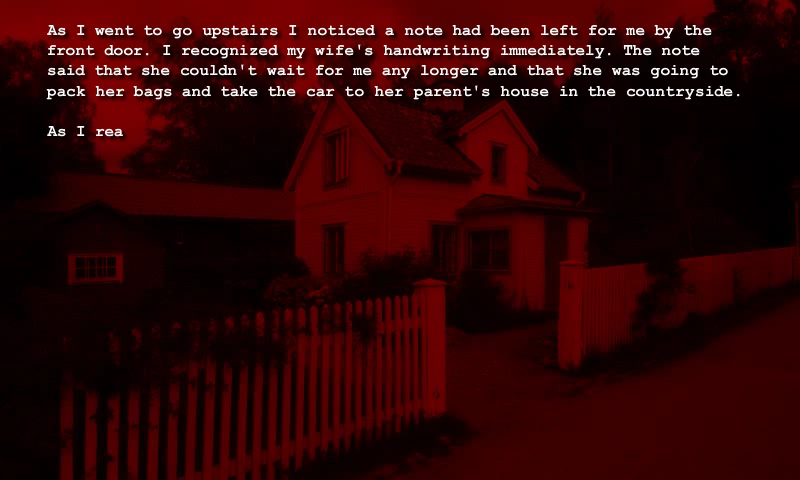 As I went to go upstairs I noticed a note had been left for me by the
front door. I recognized my wife's handwriting immediately. The note
said that she couldn't wait for me any longer and that she was going to
pack her bags and take the car to her parent's house in the countryside.
As I rea